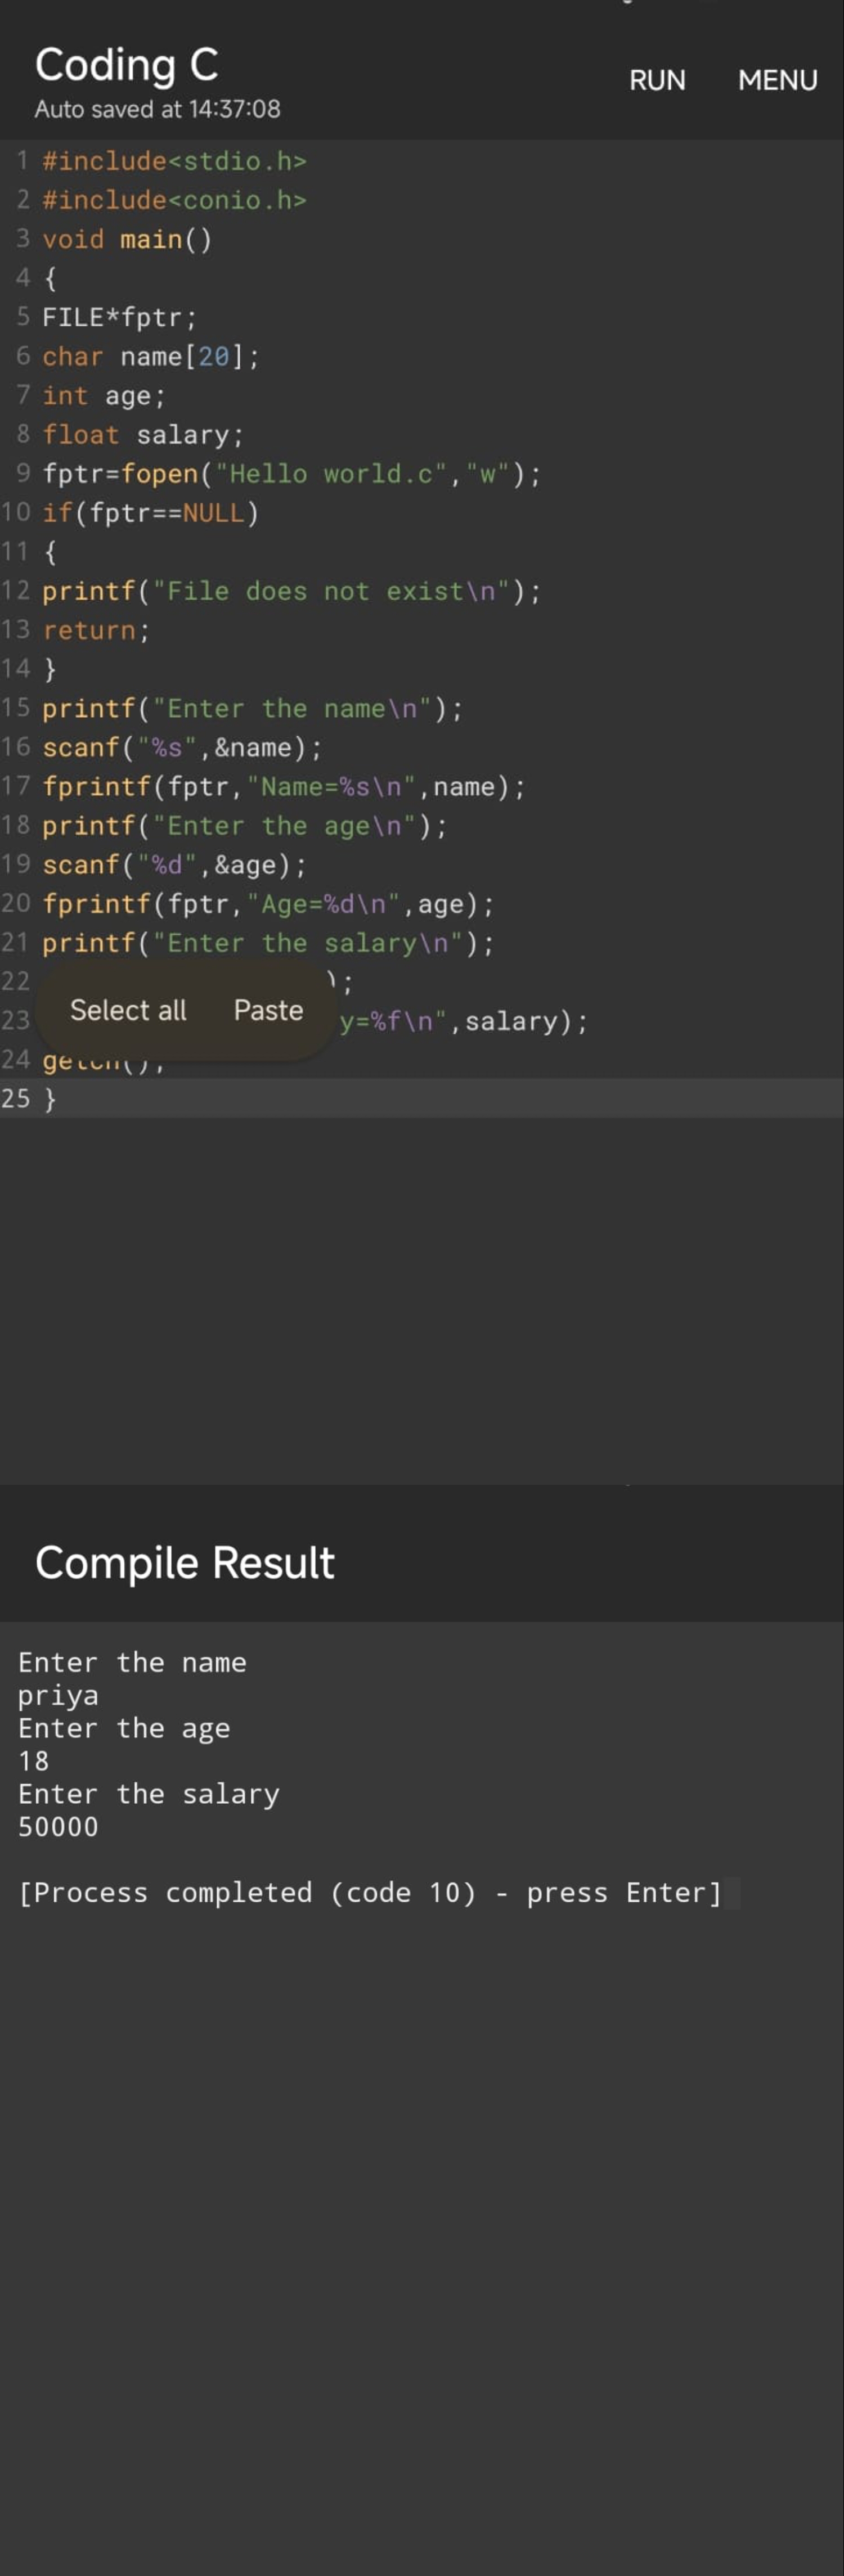 Coding C
Auto saved at 14:37:08
RUN MENU
1 #include<stdio.h>
2 #include<conio.h>
3 void main()
4 {
5 FILE*fptr;
6 char name[20];
7 int age;
8 float salary;
9 fptr=fopen("Hello world.c","w");
10 if(fptr==NULL)
11 {
12 printf("File does not exist\n");
13 return;
14 }
15 printf("Enter the name\n");
16 scanf("%s",&name);
17 fprintf(fptr,"Name=%s\n",name);
18 printf("Enter the age\n");
19 scanf("%d",&age);
20 fprintf(fptr,"Age=%d\n",age);
21 printf("Enter the salary\n");
22 );
Select all Paste
23 y=%f\n",salary);
24 getch();
25 }
Compile Result
Enter the name
priya
Enter the age
18
Enter the salary
50000
[Process completed (code 10) - press Enter]